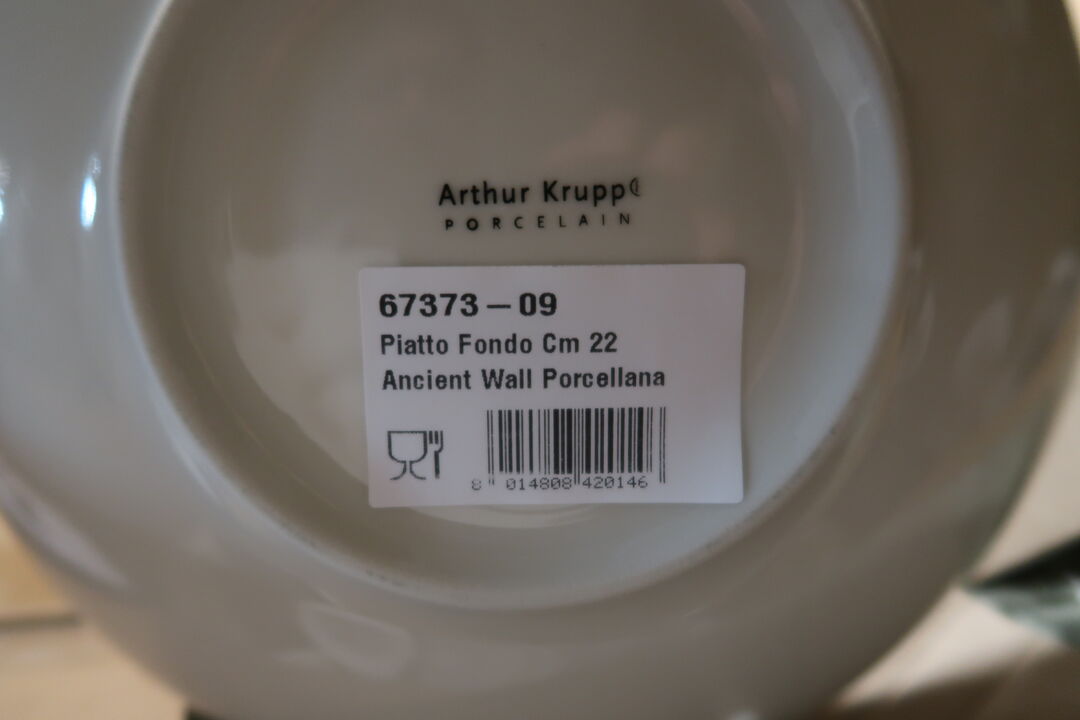 Arthur Krupp
PORCELAIN
67373-09
Piatto Fondo Cm 22
Ancient Wall Porcellana
8 014808 420146